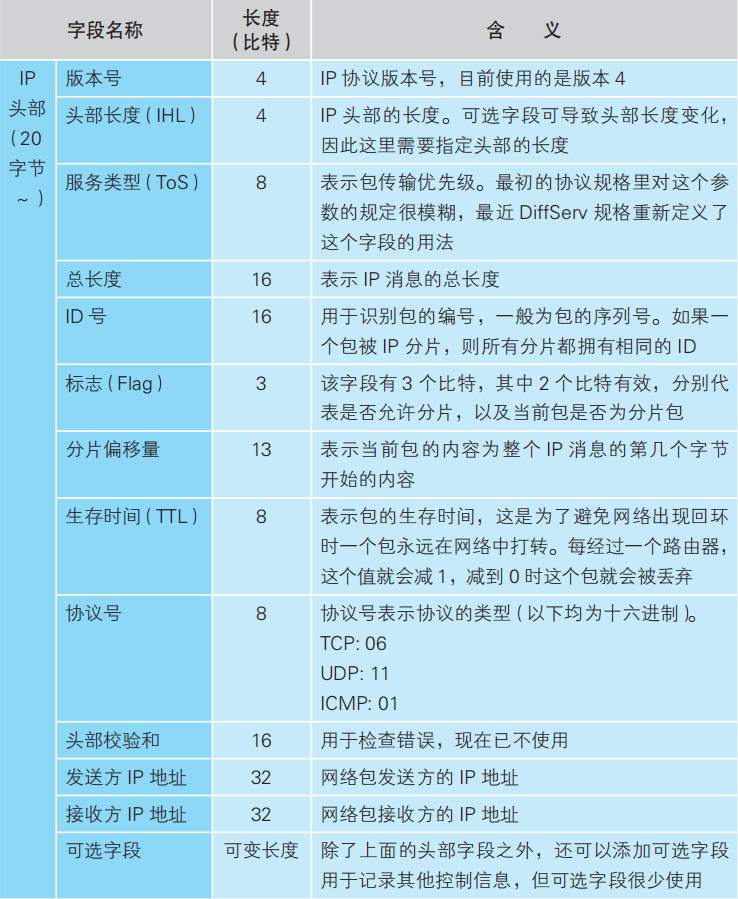 字段名称
长度
(比特)
含 义
IP
头部
(20
字节
~ )
版本号
4
IP 协议版本号，目前使用的是版本 4
头部长度 ( IHL )
4
IP 头部的长度。可选字段可导致头部长度变化，
因此这里需要指定头部的长度
服务类型 ( ToS )
8
表示包传输优先级。最初的协议规格里对这个参
数的规定很模糊，最近 DiffServ 规格重新定义了
这个字段的用法
总长度
16
表示 IP 消息的总长度
ID 号
16
用于识别包的编号，一般为包的序列号。如果一
个包被 IP 分片，则所有分片都拥有相同的 ID
标志 ( Flag )
3
该字段有 3 个比特，其中 2 个比特有效，分别代
表是否允许分片，以及当前包是否为分片包
分片偏移量
13
表示当前包的内容为整个 IP 消息的第几个字节
开始的内容
生存时间 ( TTL )
8
表示包的生存时间，这是为了避免网络出现回环
时一个包永远在网络中打转。每经过一个路由器，
这个值就会减 1，减到 0 时这个包就会被丢弃
协议号
8
协议号表示协议的类型 ( 以下均为十六进制 )。
TCP: 06
UDP: 11
ICMP: 01
头部校验和
16
用于检查错误，现在已不使用
发送方 IP 地址
32
网络包发送方的 IP 地址
接收方 IP 地址
32
网络包接收方的 IP 地址
可选字段
可变长度
除了上面的头部字段之外，还可以添加可选字段
用于记录其他控制信息，但可选字段很少使用